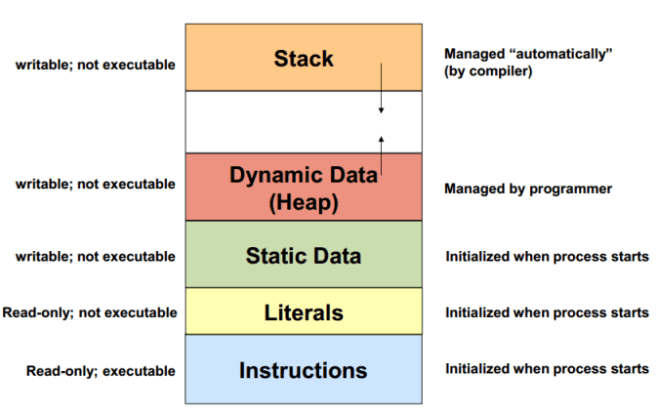 writable; not executable
Stack
Managed “automatically”
(by compiler)
writable; not executable
Dynamic Data
(Heap)
Managed by programmer
writable; not executable
Static Data
Initialized when process starts
Read-only; not executable
Literals
Initialized when process starts
Read-only; executable
Instructions
Initialized when process starts